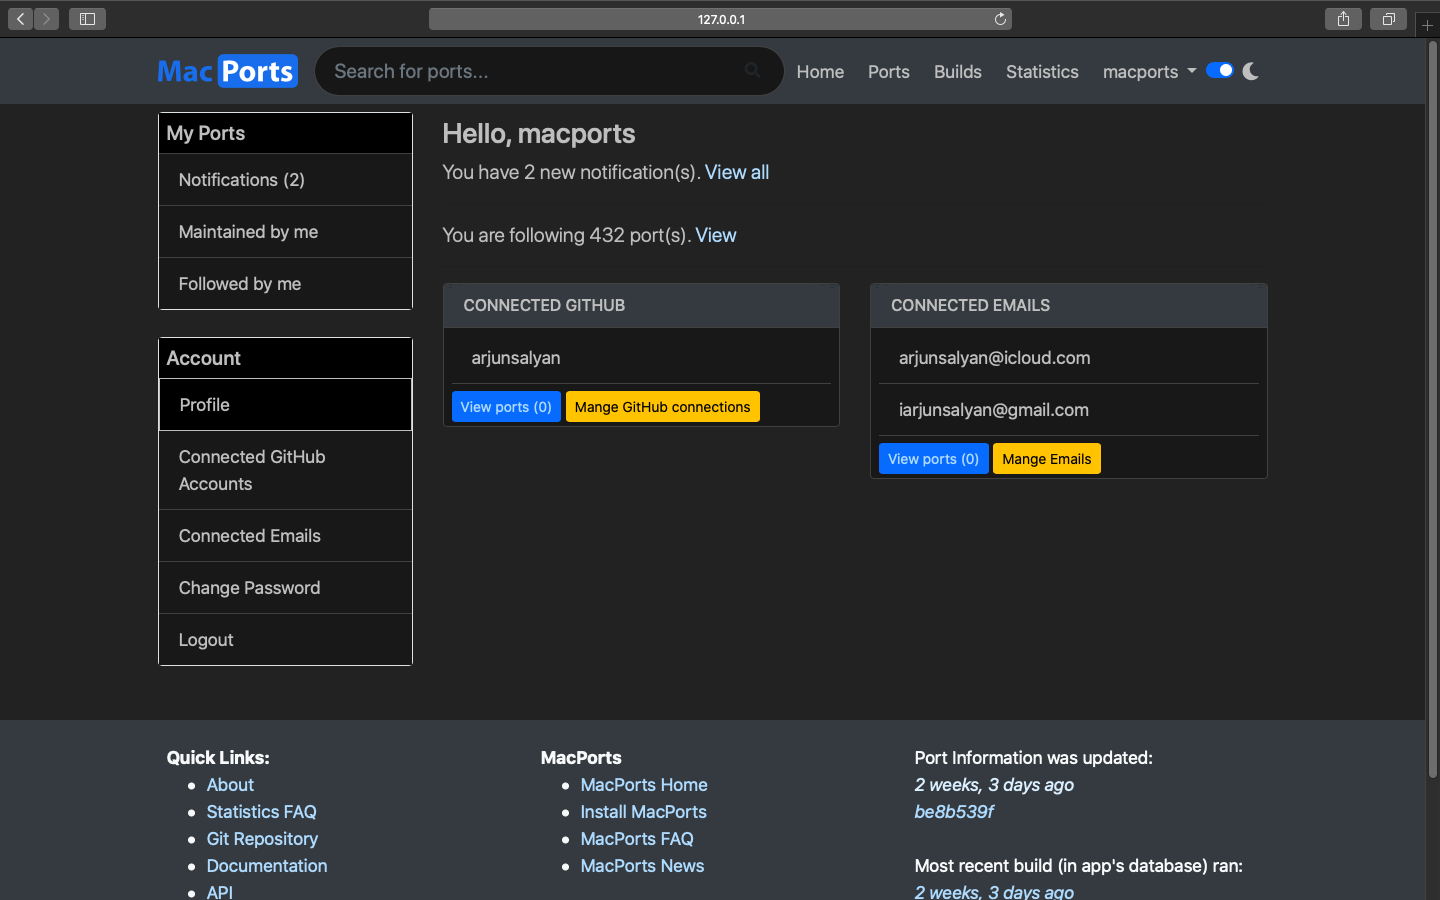 127.0.0.1
Mac Ports
Search for ports...
Home
Ports
Builds
Statistics
macports
My Ports
Notifications (2)
Maintained by me
Followed by me
Account
Profile
Connected GitHub
Accounts
Connected Emails
Change Password
Logout
Hello, macports
You have 2 new notification(s). View all
You are following 432 port(s). View
CONNECTED GITHUB
arjunsalyan
View ports (0)
Mange GitHub connections
CONNECTED EMAILS
arjunsalyan@icloud.com
iarjunsalyan@gmail.com
View ports (0)
Mange Emails
Quick Links:
About
Statistics FAQ
Git Repository
Documentation
API
MacPorts
MacPorts Home
Install MacPorts
MacPorts FAQ
MacPorts News
Port Information was updated:
2 weeks, 3 days ago
be8b539f
Most recent build (in app's database) ran:
2 weeks, 3 days ago